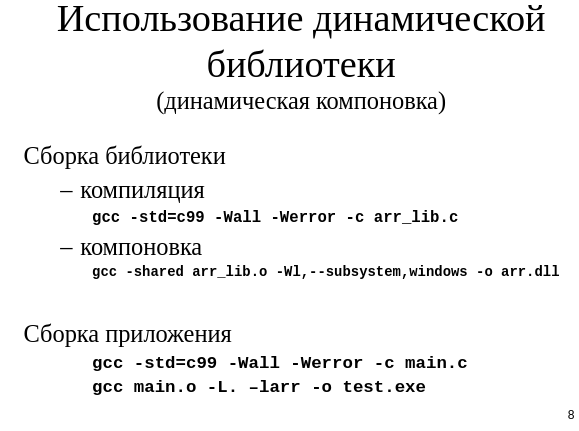 Использование динамической
библиотеки
(динамическая компоновка)
Сборка библиотеки
– компиляция
gcc -std=c99 -Wall -Werror -c arr_lib.c
– компоновка
gcc -shared arr_lib.o -Wl,--subsystem,windows -o arr.dll
Сборка приложения
gcc -std=c99 -Wall -Werror -c main.c
gcc main.o -L. –larr -o test.exe
8